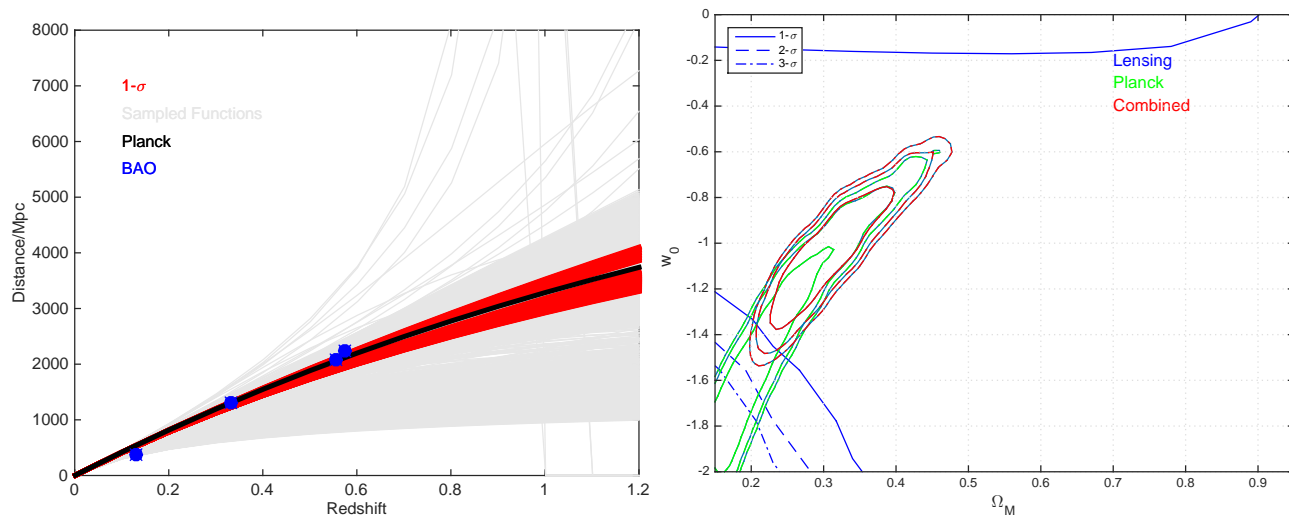 8000
7000
6000
5000
4000
3000
2000
1000
0
Distance/Mpc
1-σ
Sampled Functions
Planck
BAO
0 0.2 0.4 0.6 0.8 1 1.2
Redshift
0
-0.2
-0.4
-0.6
-0.8
-1
-1.2
-1.4
-1.6
-1.8
-2
w_0
1-σ
2-σ
3-σ
Lensing
Planck
Combined
0.2 0.3 0.4 0.5 0.6 0.7 0.8 0.9
Ω_M